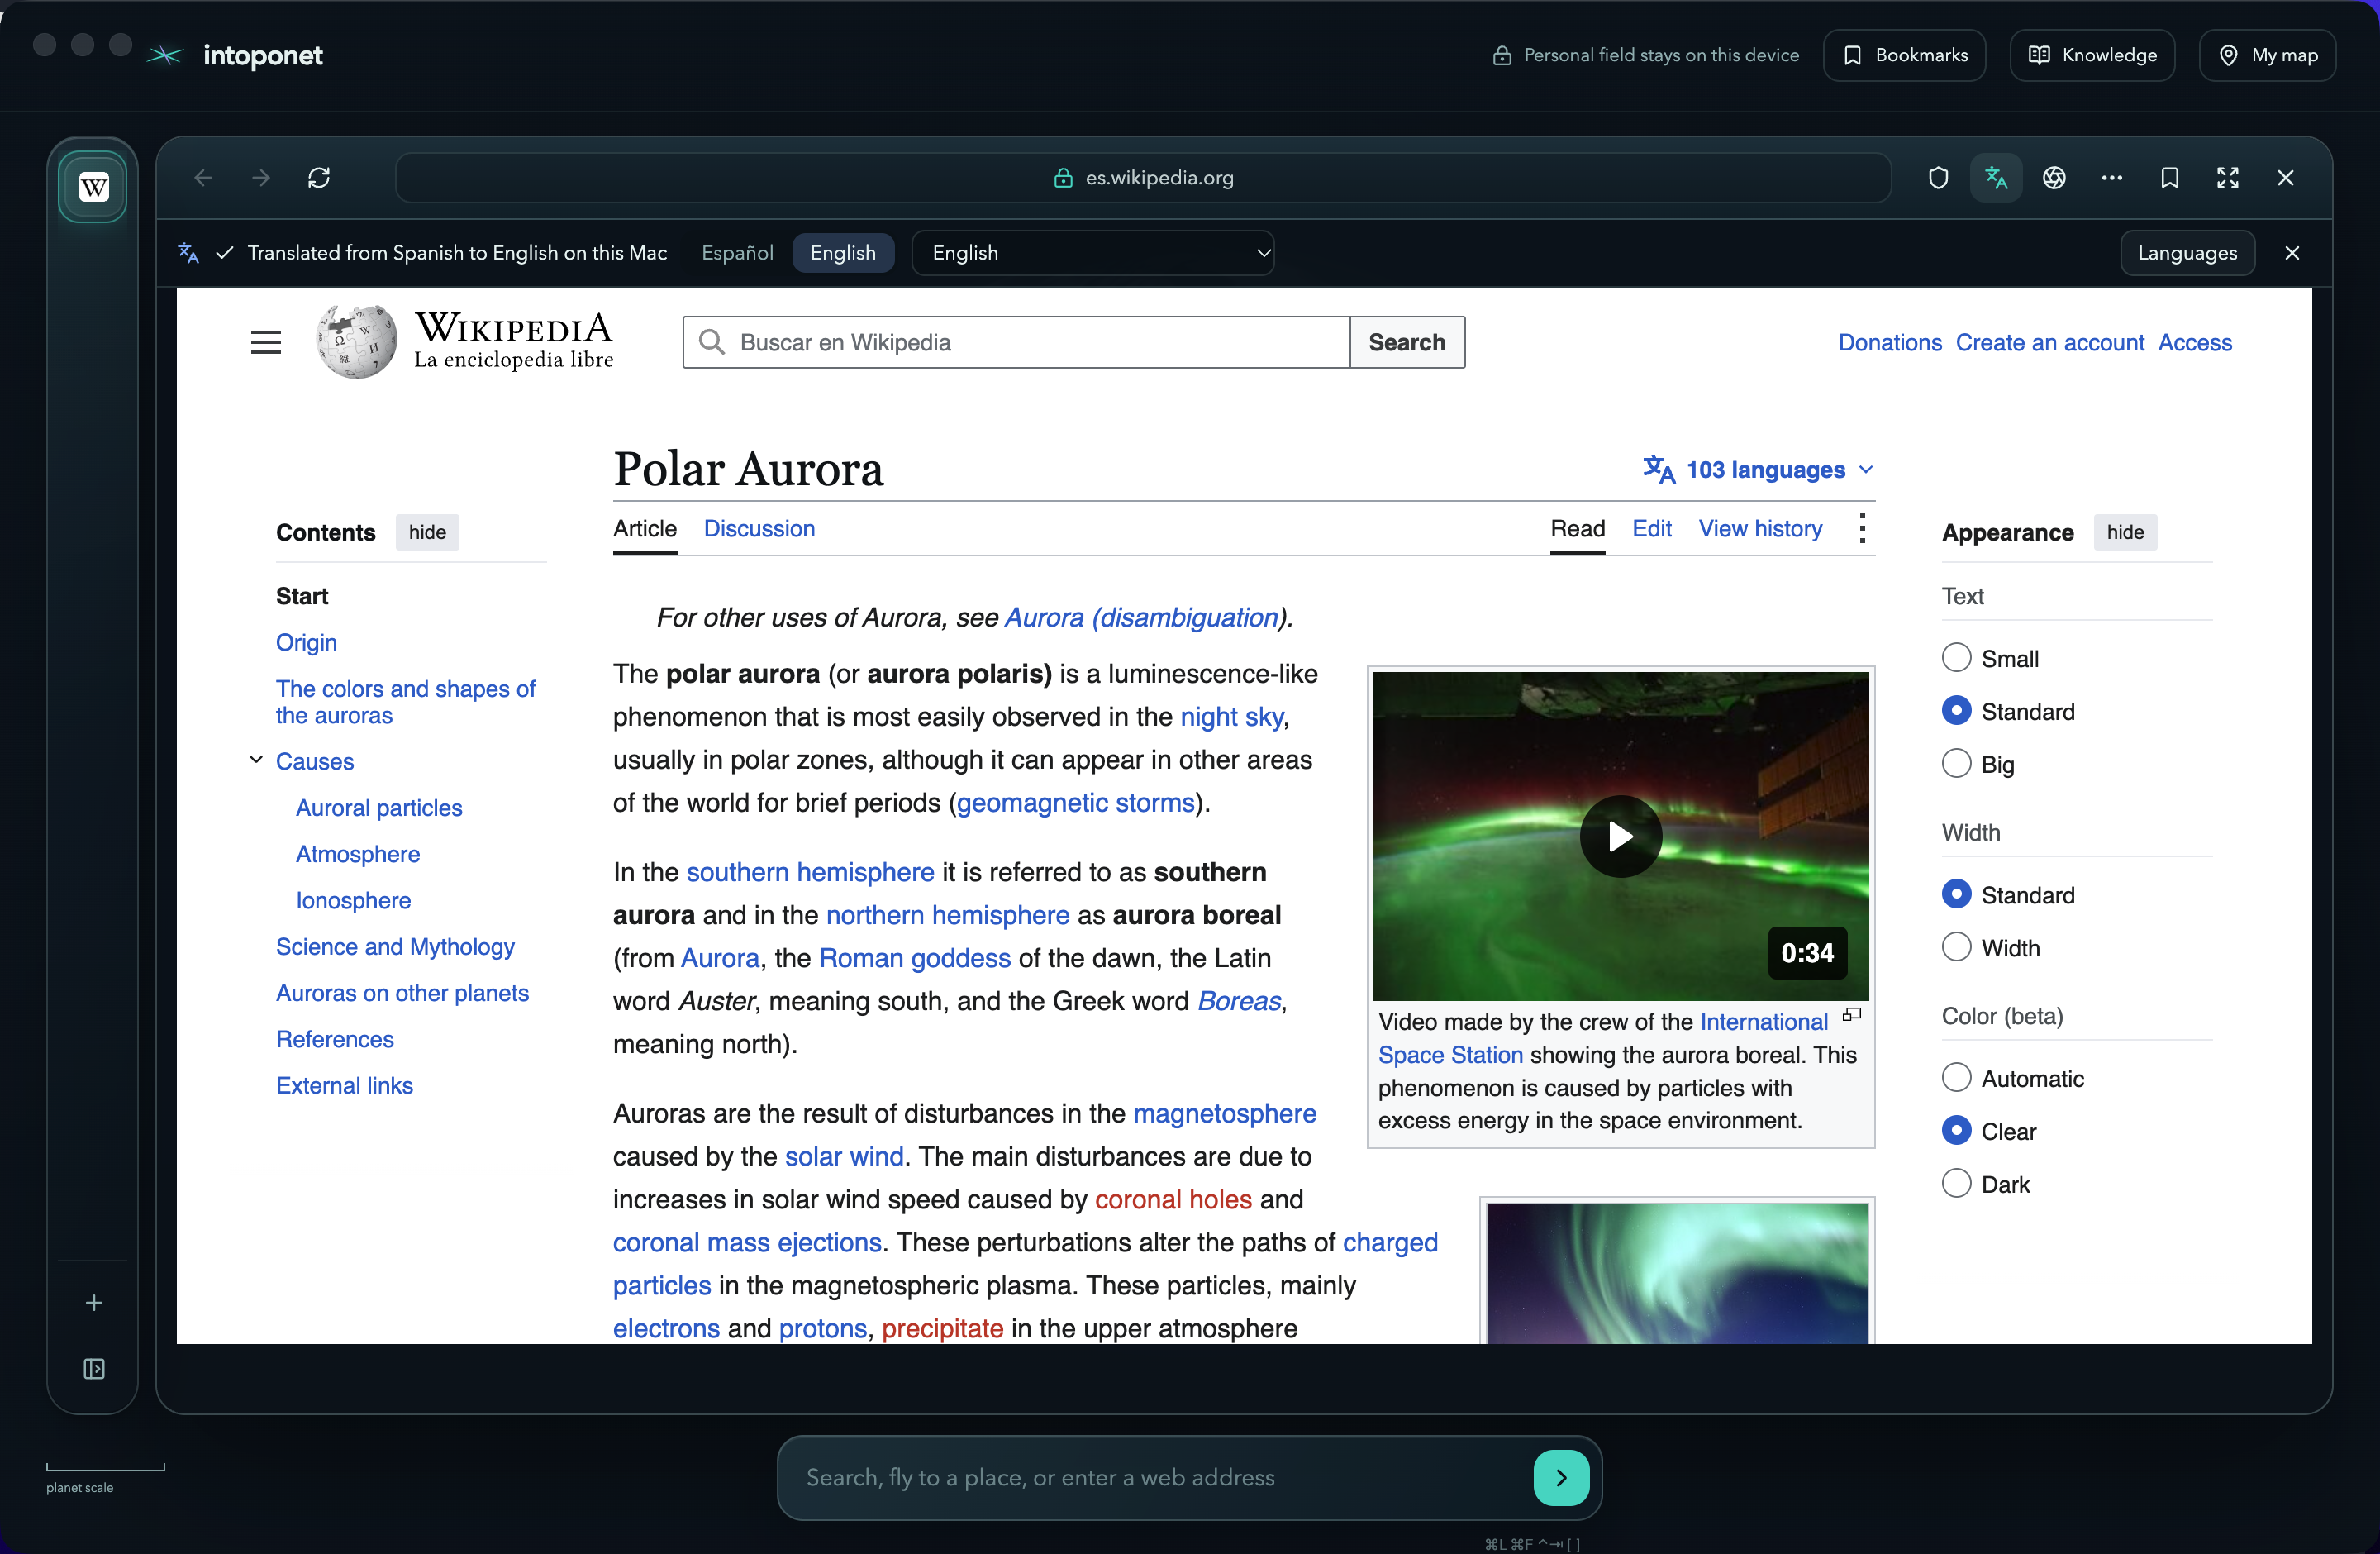 intoponet
Personal field stays on this device
Bookmarks
Knowledge
My map
W
es.wikipedia.org
Translated from Spanish to English on this Mac
Español
English
English
Languages
WIKIPEDIA
La enciclopedia libre
Buscar en Wikipedia
Search
Donations
Create an account
Access
Polar Aurora
103 languages
Article
Discussion
Read
Edit
View history
Contents
hide
Start
Origin
The colors and shapes of
the auroras
Causes
Auroral particles
Atmosphere
Ionosphere
Science and Mythology
Auroras on other planets
References
External links
For other uses of Aurora, see Aurora (disambiguation).
The polar aurora (or aurora polaris) is a luminescence-like
phenomenon that is most easily observed in the night sky,
usually in polar zones, although it can appear in other areas
of the world for brief periods (geomagnetic storms).
In the southern hemisphere it is referred to as southern
aurora and in the northern hemisphere as aurora boreal
(from Aurora, the Roman goddess of the dawn, the Latin
word Auster, meaning south, and the Greek word Boreas,
meaning north).
Auroras are the result of disturbances in the magnetosphere
caused by the solar wind. The main disturbances are due to
increases in solar wind speed caused by coronal holes and
coronal mass ejections. These perturbations alter the paths of charged
particles in the magnetospheric plasma. These particles, mainly
electrons and protons, precipitate in the upper atmosphere
0:34
Video made by the crew of the International
Space Station showing the aurora boreal. This
phenomenon is caused by particles with
excess energy in the space environment.
Appearance
hide
Text
Small
Standard
Big
Width
Standard
Width
Color (beta)
Automatic
Clear
Dark
planet scale
Search, fly to a place, or enter a web address
⌘L ⌘F ^⇥ [ ]